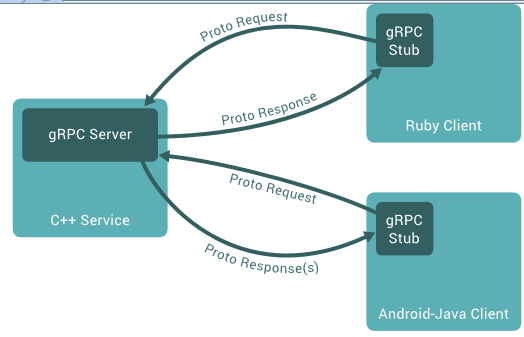 Proto Request
gRPC
Stub
Proto Response
Ruby Client
gRPC Server
C++ Service
Proto Request
gRPC
Stub
Proto Response(s)
Android-Java Client